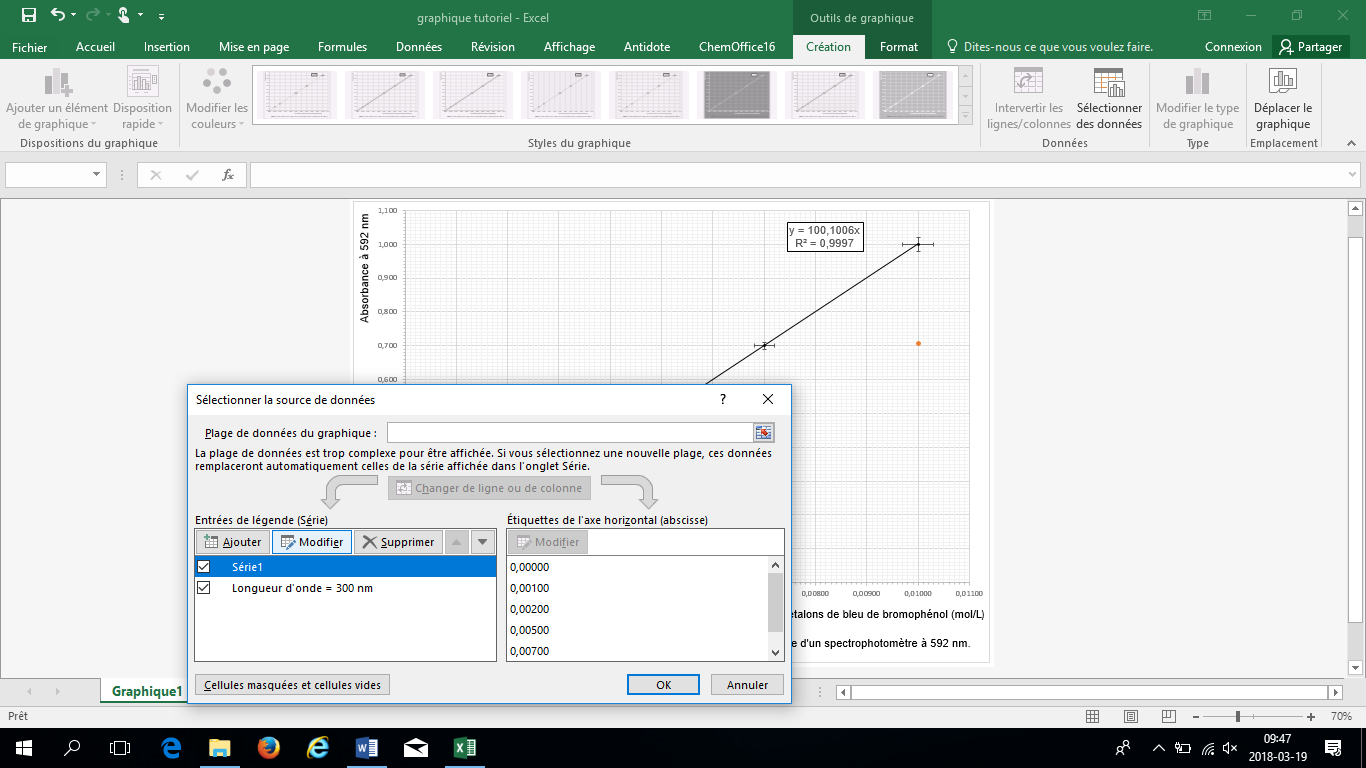 graphique tutoriel - Excel
Outils de graphique
Fichier Accueil Insertion Mise en page Formules Données Révision Affichage Antidote ChemOffice16 Création Format Dites-nous ce que vous voulez faire. Connexion Partager
Ajouter un élément de graphique
Disposition rapide
Modifier les couleurs
Intervertir les lignes/colonnes
Sélectionner des données
Modifier le type de graphique
Déplacer le graphique
Dispositions du graphique Styles du graphique Données Type Emplacement
fx
Absorbance à 592 nm
1,100
1,000
0,900
0,800
0,700
0,600
y = 100,1006x
R² = 0,9997
Sélectionner la source de données ?
Plage de données du graphique :
La plage de données est trop complexe pour être affichée. Si vous sélectionnez une nouvelle plage, ces données
remplaceront automatiquement celles de la série affichée dans l'onglet Série.
Changer de ligne ou de colonne
Entrées de légende (Série)
Ajouter Modifier Supprimer
Série1
Longueur d'onde = 300 nm
Étiquettes de l'axe horizontal (abscisse)
Modifier
0,00000
0,00100
0,00200
0,00500
0,00700
Cellules masquées et cellules vides OK Annuler
0,00800 0,00900 0,01000 0,01100
etalons de bleu de bromophénol (mol/L)
e d'un spectrophotomètre à 592 nm.
Graphique1
Prêt 70%
09:47
2018-03-19